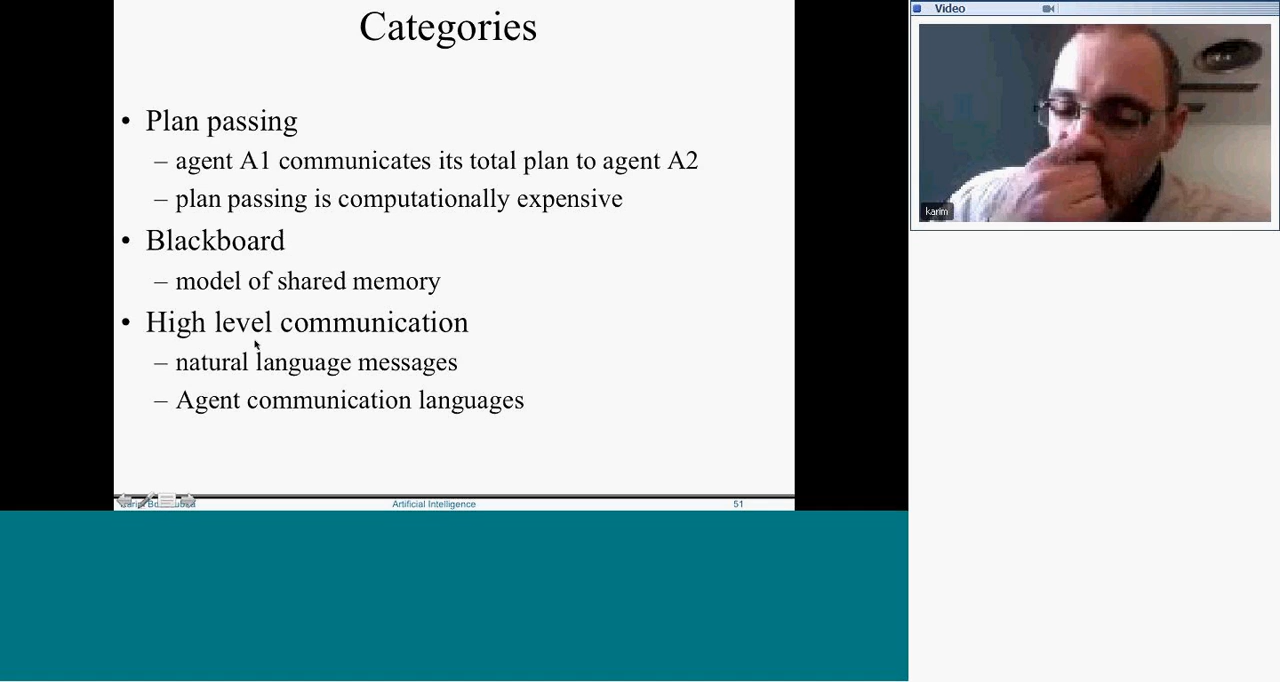 Categories
• Plan passing
– agent A1 communicates its total plan to agent A2
– plan passing is computationally expensive
• Blackboard
– model of shared memory
• High level communication
– natural language messages
– Agent communication languages
Artificial Intelligence
51
Video
karim